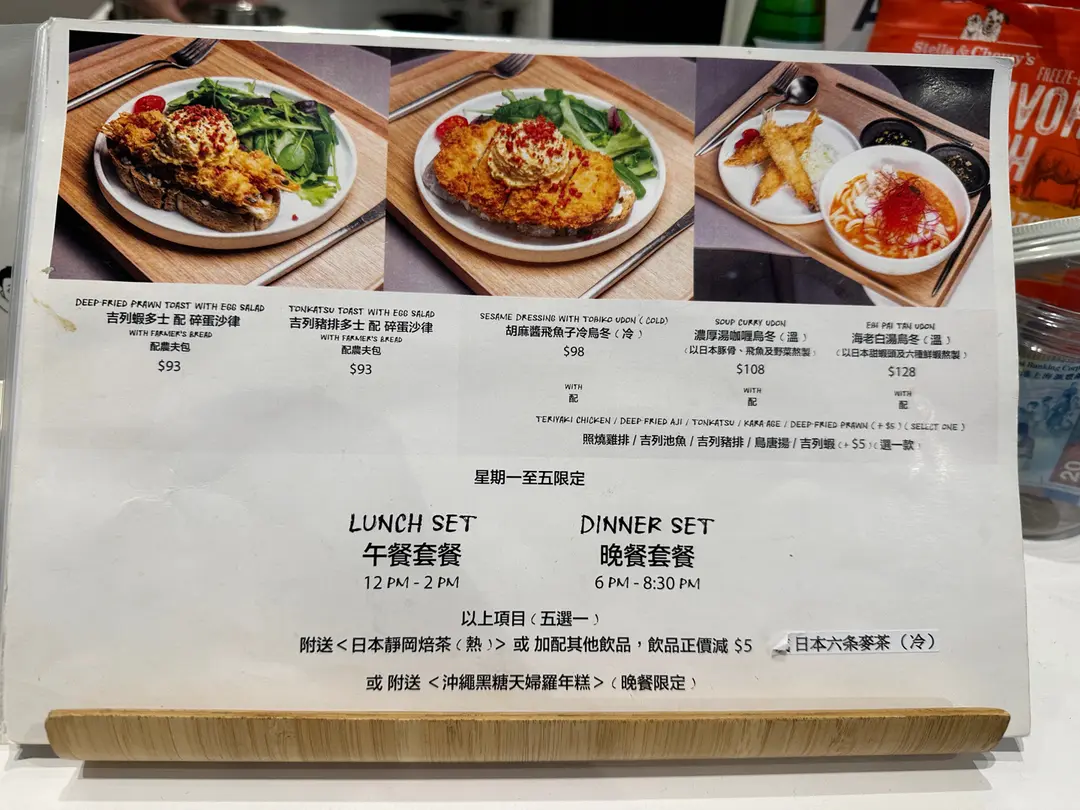 Stella & Chewy's
FREEZE-
DEEP-FRIED PRAWN TOAST WITH EGG SALAD
吉列蝦多士 配 碎蛋沙律
WITH FARMER'S BREAD
配農夫包
$93
TONKATSU TOAST WITH EGG SALAD
吉列豬排多士 配 碎蛋沙律
WITH FARMER'S BREAD
配農夫包
$93
SESAME DRESSING WITH TOBIKO UDON (COLD)
胡麻醬飛魚子冷烏冬（冷）
$98
WITH
配
SOUP CURRY UDON
濃厚湯咖喱烏冬（溫）
(以日本豚骨、飛魚及野菜熬製)
$108
WITH
配
EBI PAI TAN UDON
海老白湯烏冬（溫）
(以日本甜蝦頭及六種鮮蝦熬製)
$128
WITH
配
TERIYAKI CHICKEN / DEEP-FRIED AJI / TONKATSU / KARA-AGE / DEEP-FRIED PRAWN (+ $5) (SELECT ONE)
照燒雞排 / 吉列池魚 / 吉列豬排 / 鳥唐揚 / 吉列蝦 (+ $5)（選一款）
星期一至五限定
LUNCH SET
午餐套餐
12 PM - 2 PM
DINNER SET
晚餐套餐
6 PM - 8:30 PM
以上項目（五選一）
附送＜日本靜岡焙茶（熱）＞ 或 加配其他飲品，飲品正價減 $5
日本六条麥茶（冷）
或 附送 ＜沖繩黑糖天婦羅年糕＞（晚餐限定）